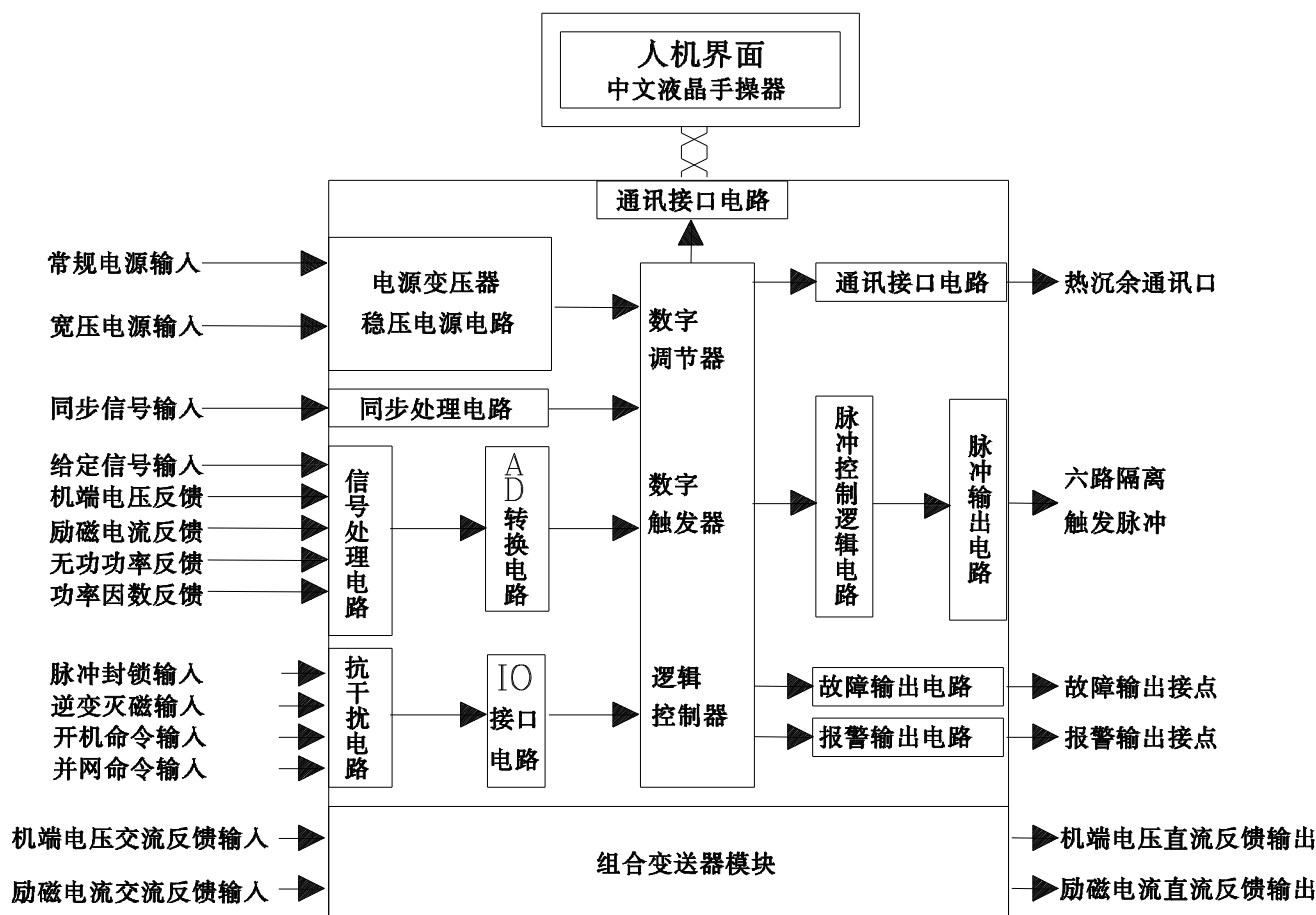 人机界面
中文液晶手操器
通讯接口电路
常规电源输入
宽压电源输入
电源变压器
稳压电源电路
数字
调节器
通讯接口电路
热沉余通讯口
同步信号输入
同步处理电路
给定信号输入
机端电压反馈
励磁电流反馈
无功功率反馈
功率因数反馈
信号处理电路
AD转换电路
数字
触发器
脉冲控制逻辑电路
脉冲输出电路
六路隔离
触发脉冲
脉冲封锁输入
逆变灭磁输入
开机命令输入
并网命令输入
抗干扰电路
IO
接口
电路
逻辑
控制器
故障输出电路
故障输出接点
报警输出电路
报警输出接点
机端电压交流反馈输入
励磁电流交流反馈输入
组合变送器模块
机端电压直流反馈输出
励磁电流直流反馈输出